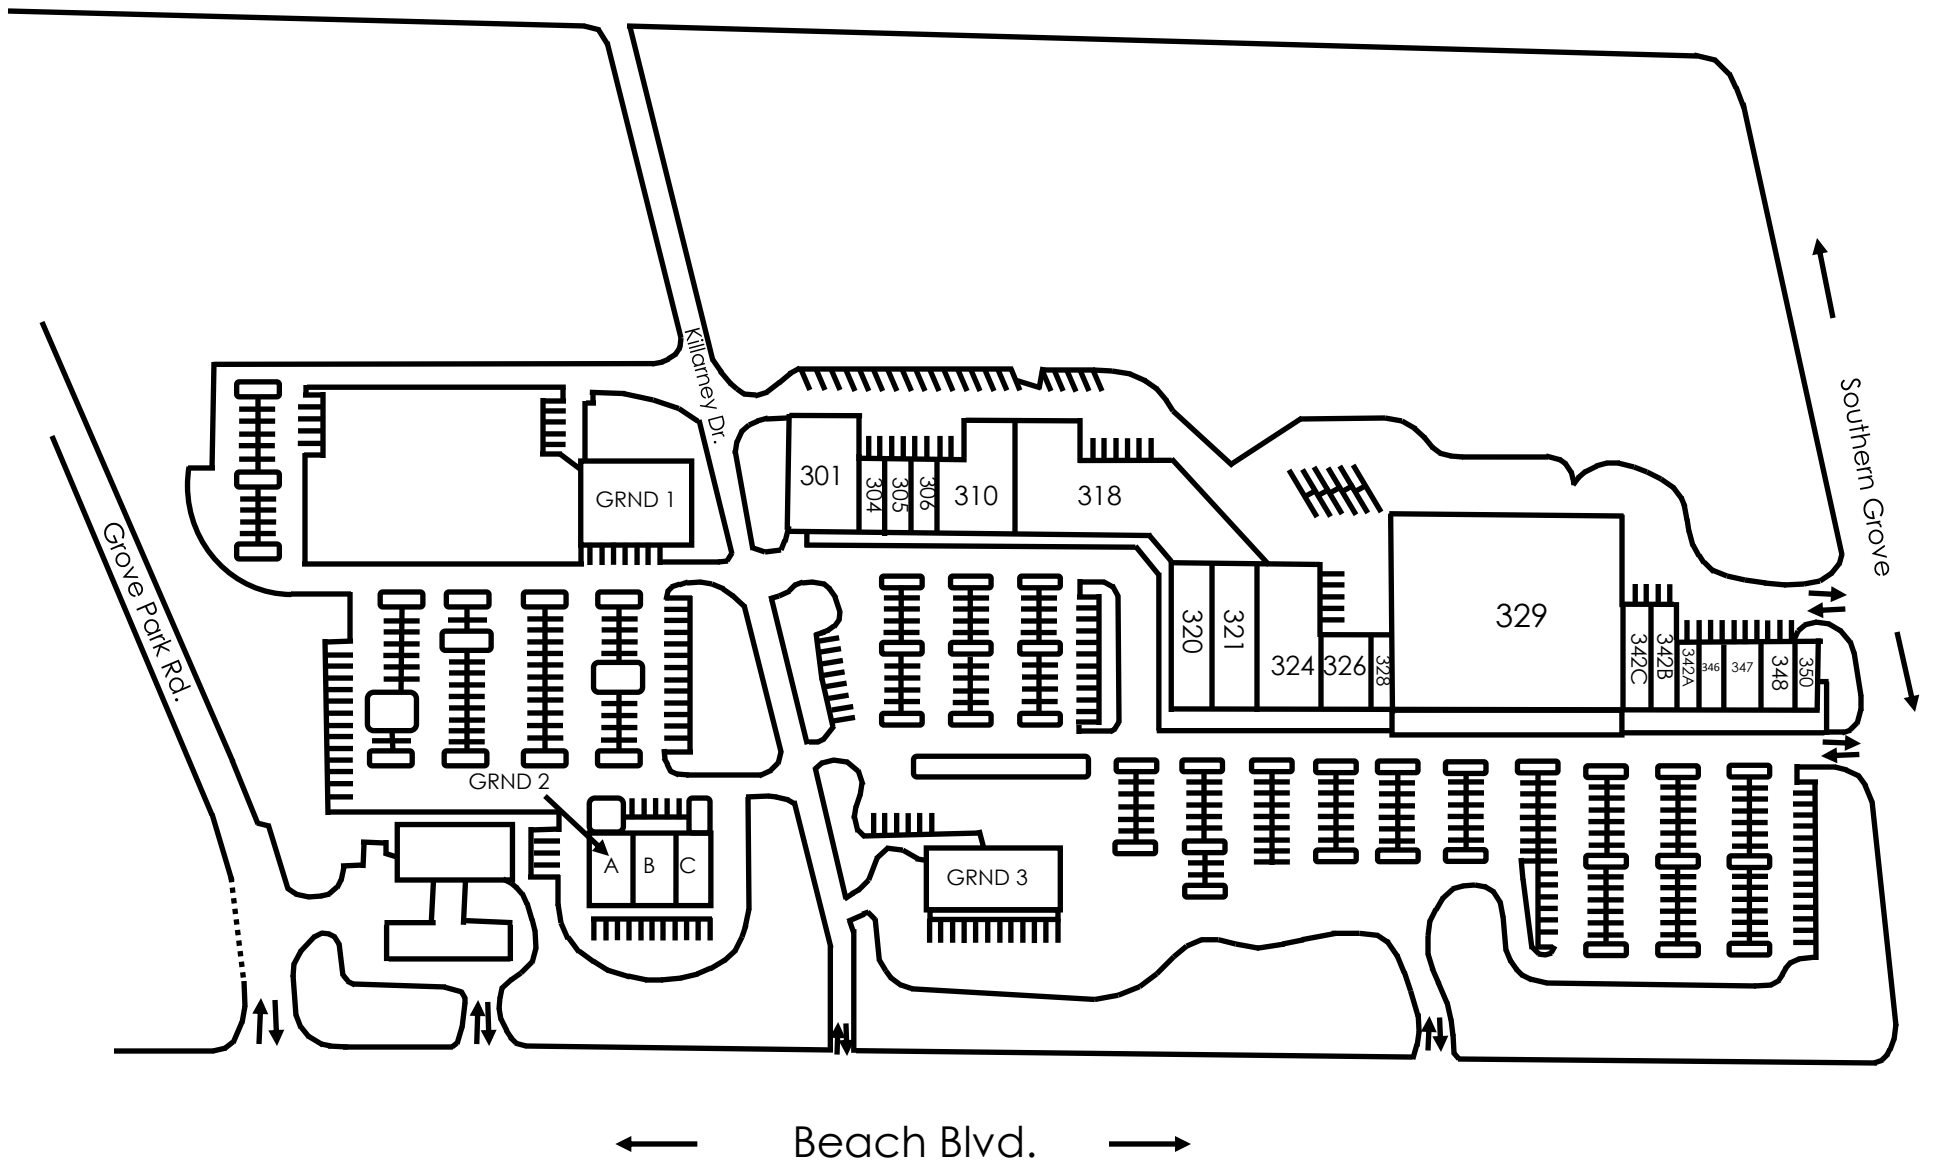 Killarney Dr.
Southern Grove
Grove Park Rd.
GRND 1
301
304
305
306
310
318
320
321
324
326
328
329
342C
342B
342A
346
347
348
350
GRND 2
A
B
C
GRND 3
Beach Blvd.